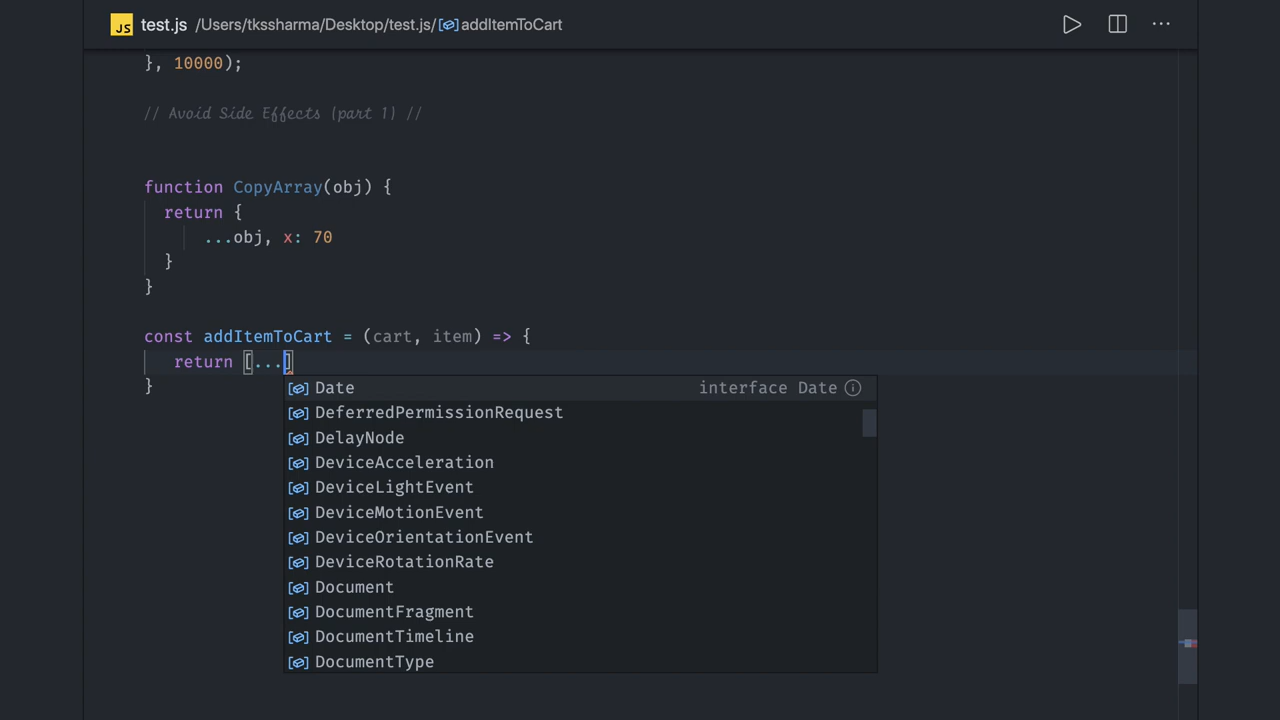 JS test.js /Users/tkssharma/Desktop/test.js/addItemToCart
}, 10000);
// Avoid Side Effects (part 1) //
function CopyArray(obj) {
return {
...obj, x: 70
}
}
const addItemToCart = (cart, item) => {
return [...]
}
Date interface Date
DeferredPermissionRequest
DelayNode
DeviceAcceleration
DeviceLightEvent
DeviceMotionEvent
DeviceOrientationEvent
DeviceRotationRate
Document
DocumentFragment
DocumentTimeline
DocumentType